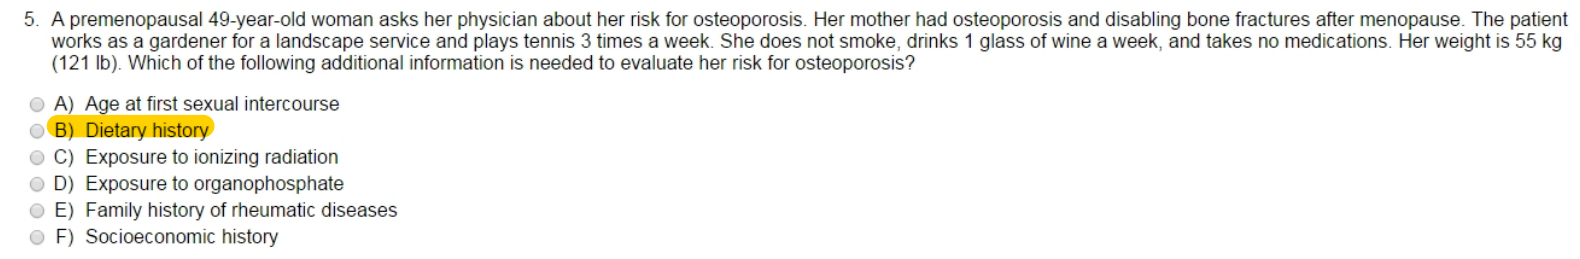 5. A premenopausal 49-year-old woman asks her physician about her risk for osteoporosis. Her mother had osteoporosis and disabling bone fractures after menopause. The patient
works as a gardener for a landscape service and plays tennis 3 times a week. She does not smoke, drinks 1 glass of wine a week, and takes no medications. Her weight is 55 kg
(121 lb). Which of the following additional information is needed to evaluate her risk for osteoporosis?
A) Age at first sexual intercourse
B) Dietary history
C) Exposure to ionizing radiation
D) Exposure to organophosphate
E) Family history of rheumatic diseases
F) Socioeconomic history